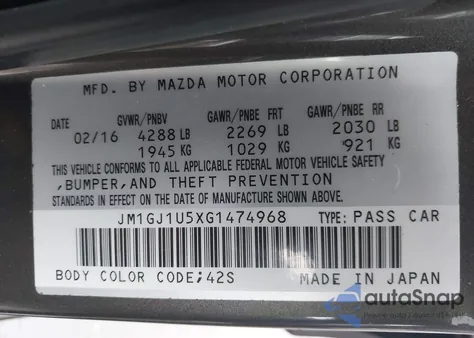 MFD. BY MAZDA MOTOR CORPORATION
DATE GVWR/PNBV GAWR/PNBE FRT GAWR/PNBE RR
02/16 4288 LB 2269 LB 2030 LB
1945 KG 1029 KG 921 KG
THIS VEHICLE CONFORMS TO ALL APPLICABLE FEDERAL MOTOR VEHICLE SAFETY
,BUMPER,AND THEFT PREVENTION
STANDARDS IN EFFECT ON THE DATE OF MANUFACTURE SHOWN ABOVE.
JM1GJ1U5XG1474968 TYPE: PASS CAR
BODY COLOR CODE;42S MADE IN JAPAN
autoSnap